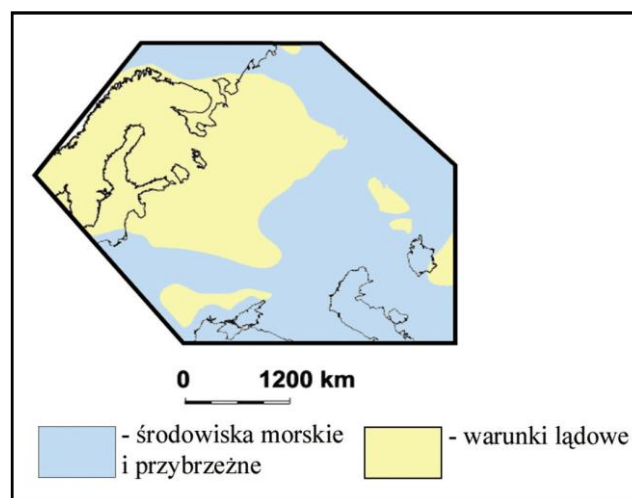 0 1200 km
- środowiska morskie
i przybrzeżne
- warunki lądowe